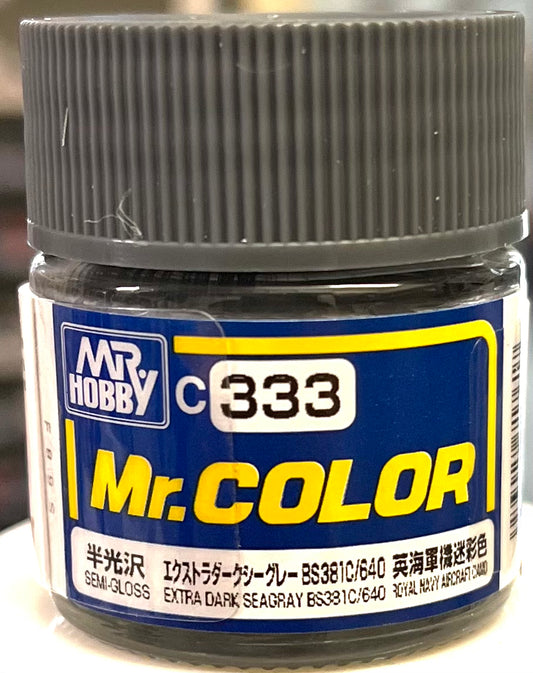 MR. HOBBY
C 333
Mr.COLOR
半光沢 エクストラダークシーグレー BS381C/640 英海軍機迷彩色
SEMI-GLOSS EXTRA DARK SEAGRAY BS381C/640 ROYAL NAVY AIRCRAFT CAMO